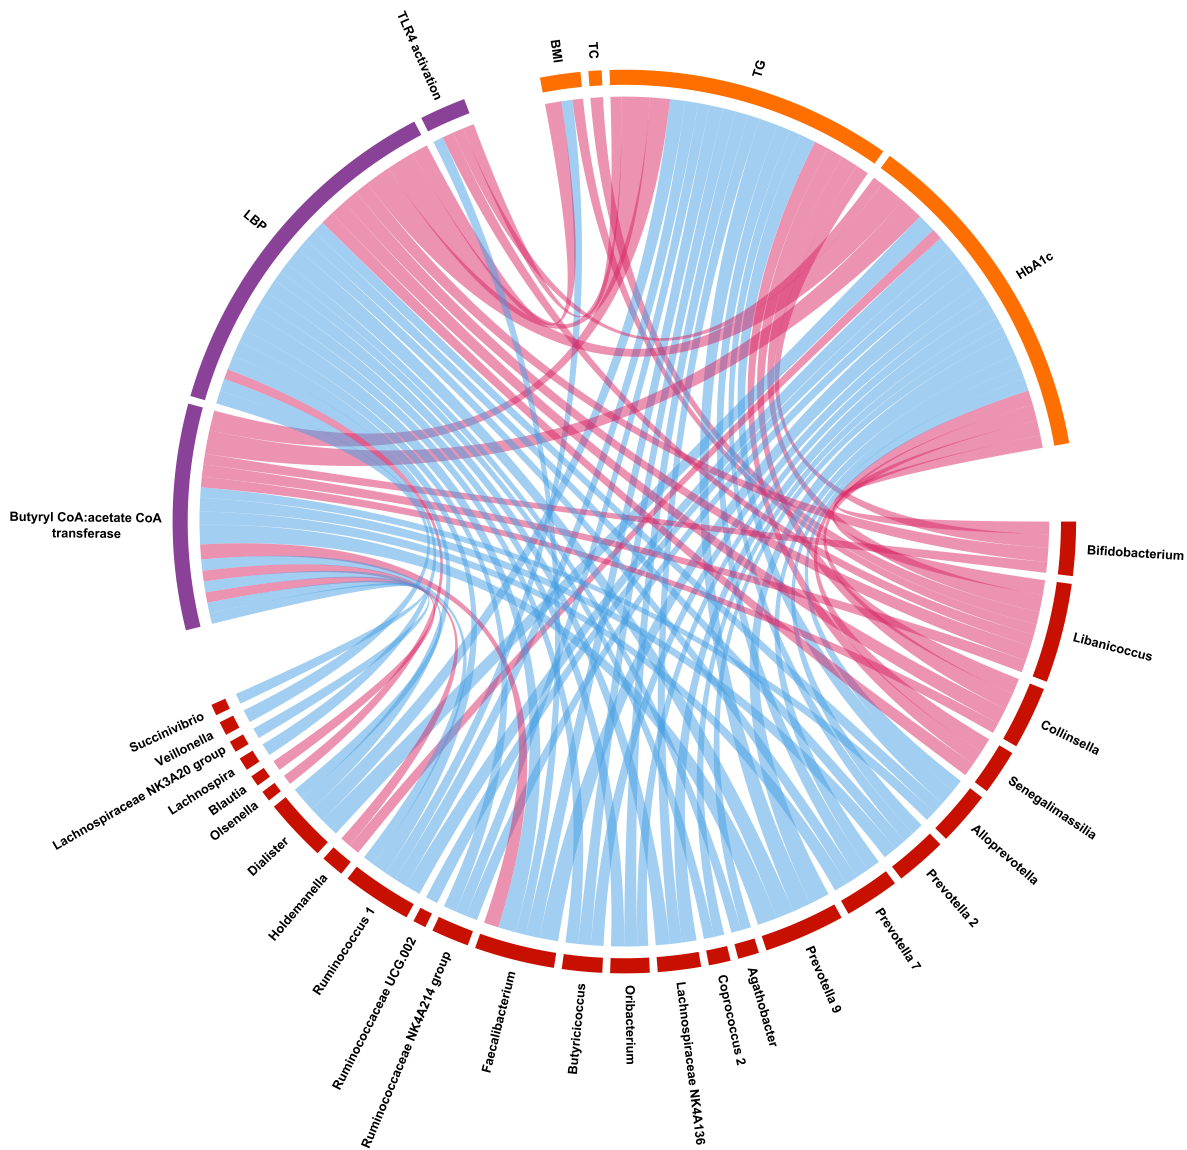 TLR4 activation
BMI
TC
TG
HbA1c
LBP
Butyryl CoA:acetate CoA
transferase
Bifidobacterium
Libanicoccus
Collinsella
Senegalimassilia
Alloprevotella
Prevotella 2
Prevotella 7
Prevotella 9
Agathobacter
Coprococcus 2
Lachnospiraceae NK4A136
Oribacterium
Butyricicoccus
Faecalibacterium
Ruminococcaceae NK4A214 group
Ruminococcaceae UCG.002
Ruminococcus 1
Holdemanella
Dialister
Olsenella
Blautia
Lachnospira
Lachnospiraceae NK3A20 group
Veillonella
Succinivibrio